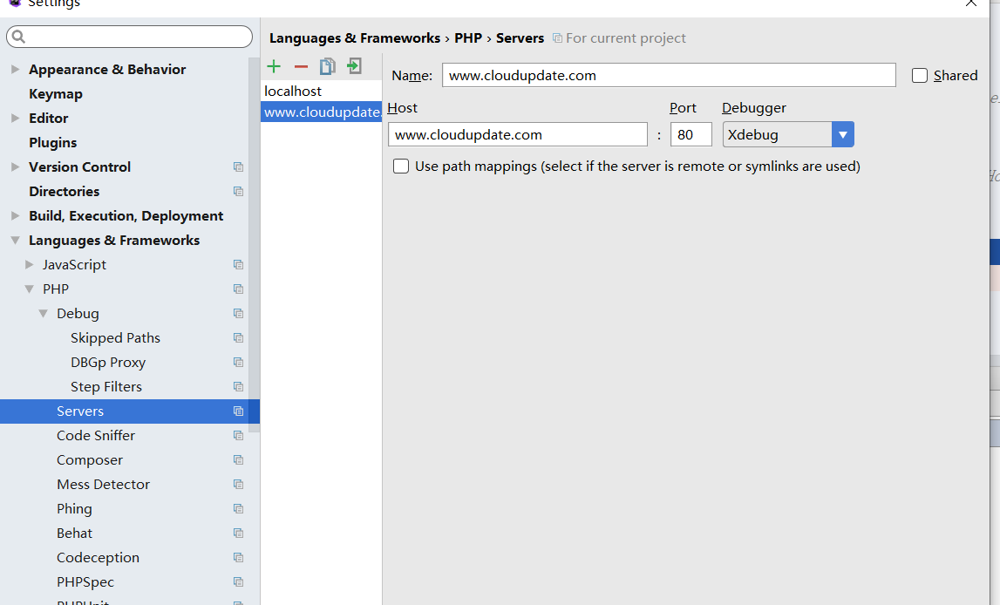 Settings
Languages & Frameworks › PHP › Servers For current project
Appearance & Behavior
Keymap
Editor
Plugins
Version Control
Directories
Build, Execution, Deployment
Languages & Frameworks
JavaScript
PHP
Debug
Skipped Paths
DBGp Proxy
Step Filters
Servers
Code Sniffer
Composer
Mess Detector
Phing
Behat
Codeception
PHPSpec
PHPUnit
localhost
www.cloudupdate.
Name: www.cloudupdate.com Shared
Host Port Debugger
www.cloudupdate.com : 80 Xdebug
Use path mappings (select if the server is remote or symlinks are used)